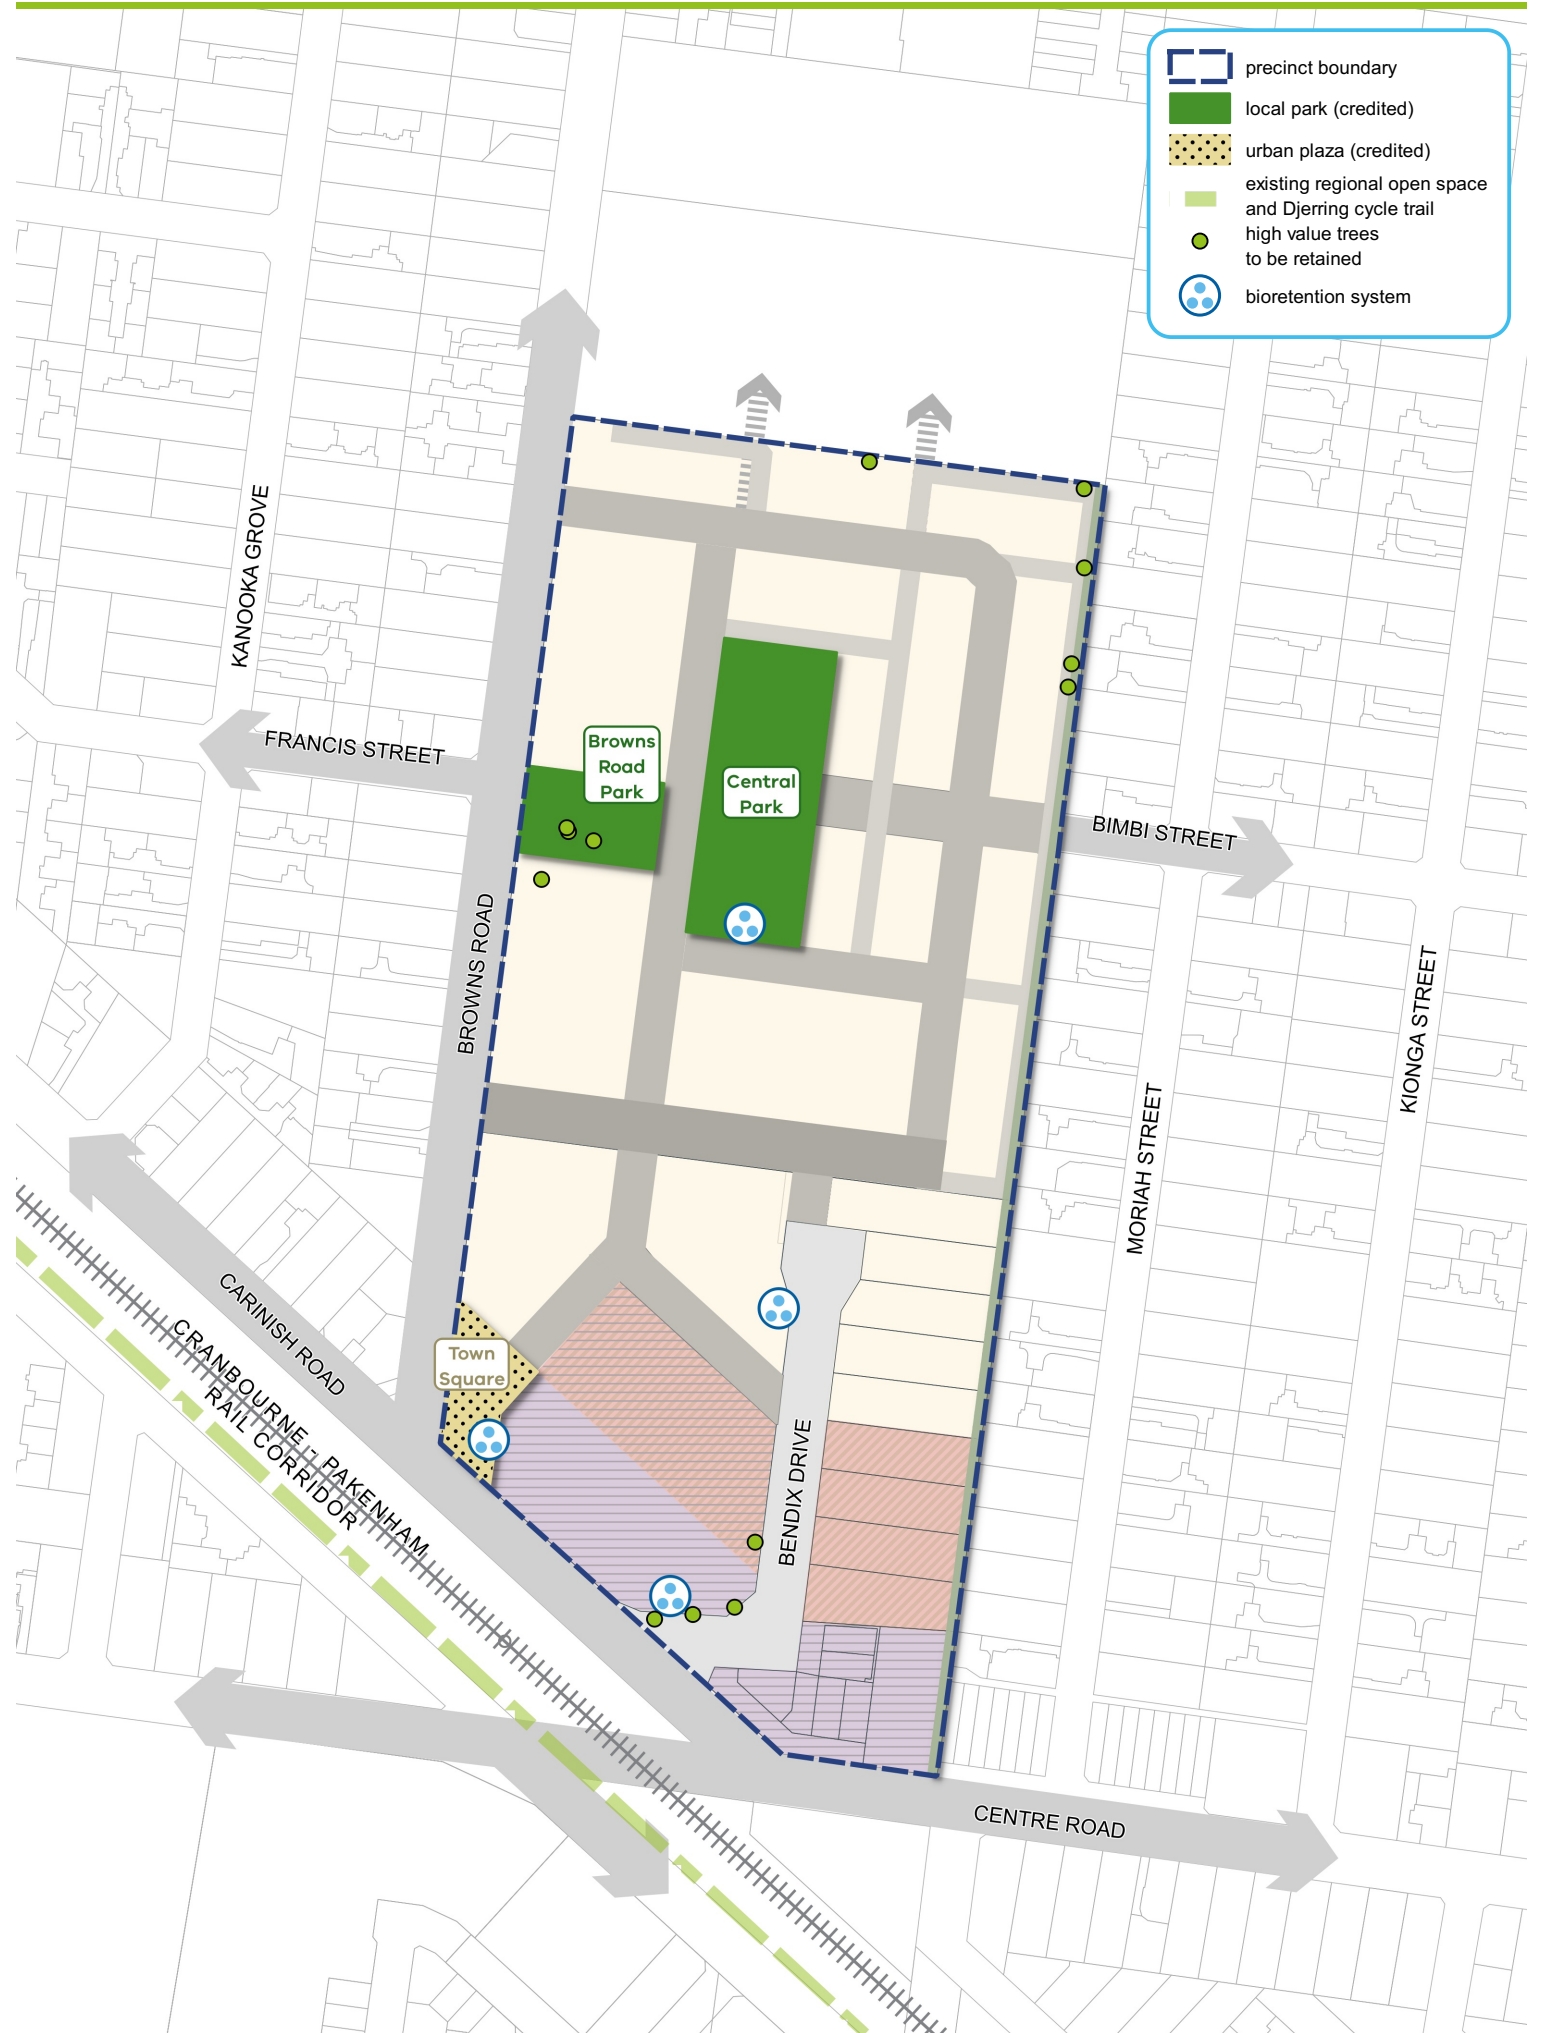 precinct boundary
local park (credited)
urban plaza (credited)
existing regional open space
and Djerring cycle trail
high value trees
to be retained
bioretention system
KANOOKA GROVE
FRANCIS STREET
Browns
Road
Park
Central
Park
BIMBI STREET
BROWNS ROAD
KIONGA STREET
MORIAH STREET
CARINISH ROAD
Town
Square
CRANBOURNE - PAKENHAM
RAIL CORRIDOR
BENDIX DRIVE
CENTRE ROAD